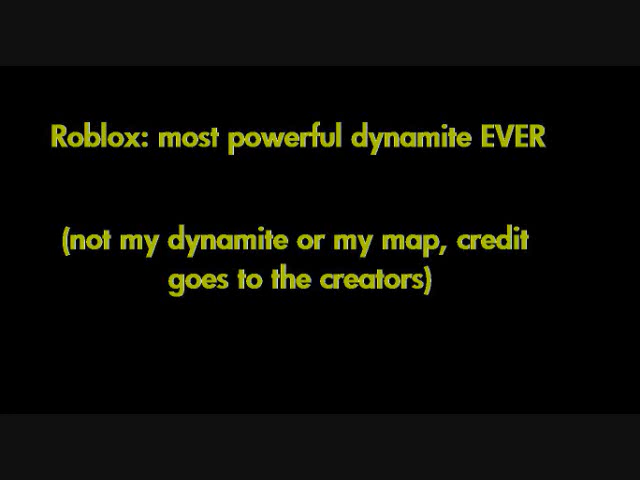 Roblox: most powerful dynamite EVER
(not my dynamite or my map, credit
goes to the creators)